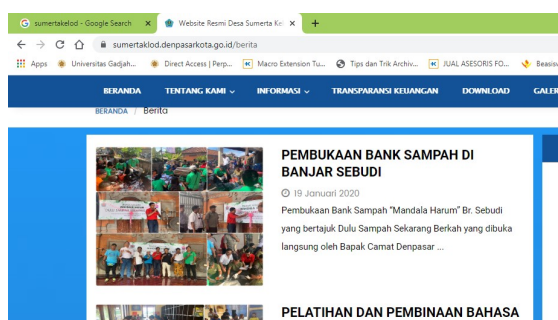 sumertakelod - Google Search
Website Resmi Desa Sumerta Kel
sumertaklod.denpasarkota.go.id/berita
Apps
Universitas Gadjah...
Direct Access | Perp...
Macro Extension Tu...
Tips dan Trik Archiv...
JUAL ASESORIS FO...
Beasisw
BERANDA TENTANG KAMI INFORMASI TRANSPARANSI KEUANGAN DOWNLOAD GALER
BERANDA / Berita
PEMBUKAAN BANK SAMPAH DI
BANJAR SEBUDI
19 Januari 2020
Pembukaan Bank Sampah "Mandala Harum" Br. Sebudi
yang bertajuk Dulu Sampah Sekarang Berkah yang dibuka
langsung oleh Bapak Camat Denpasar ...
PELATIHAN DAN PEMBINAAN BAHASA